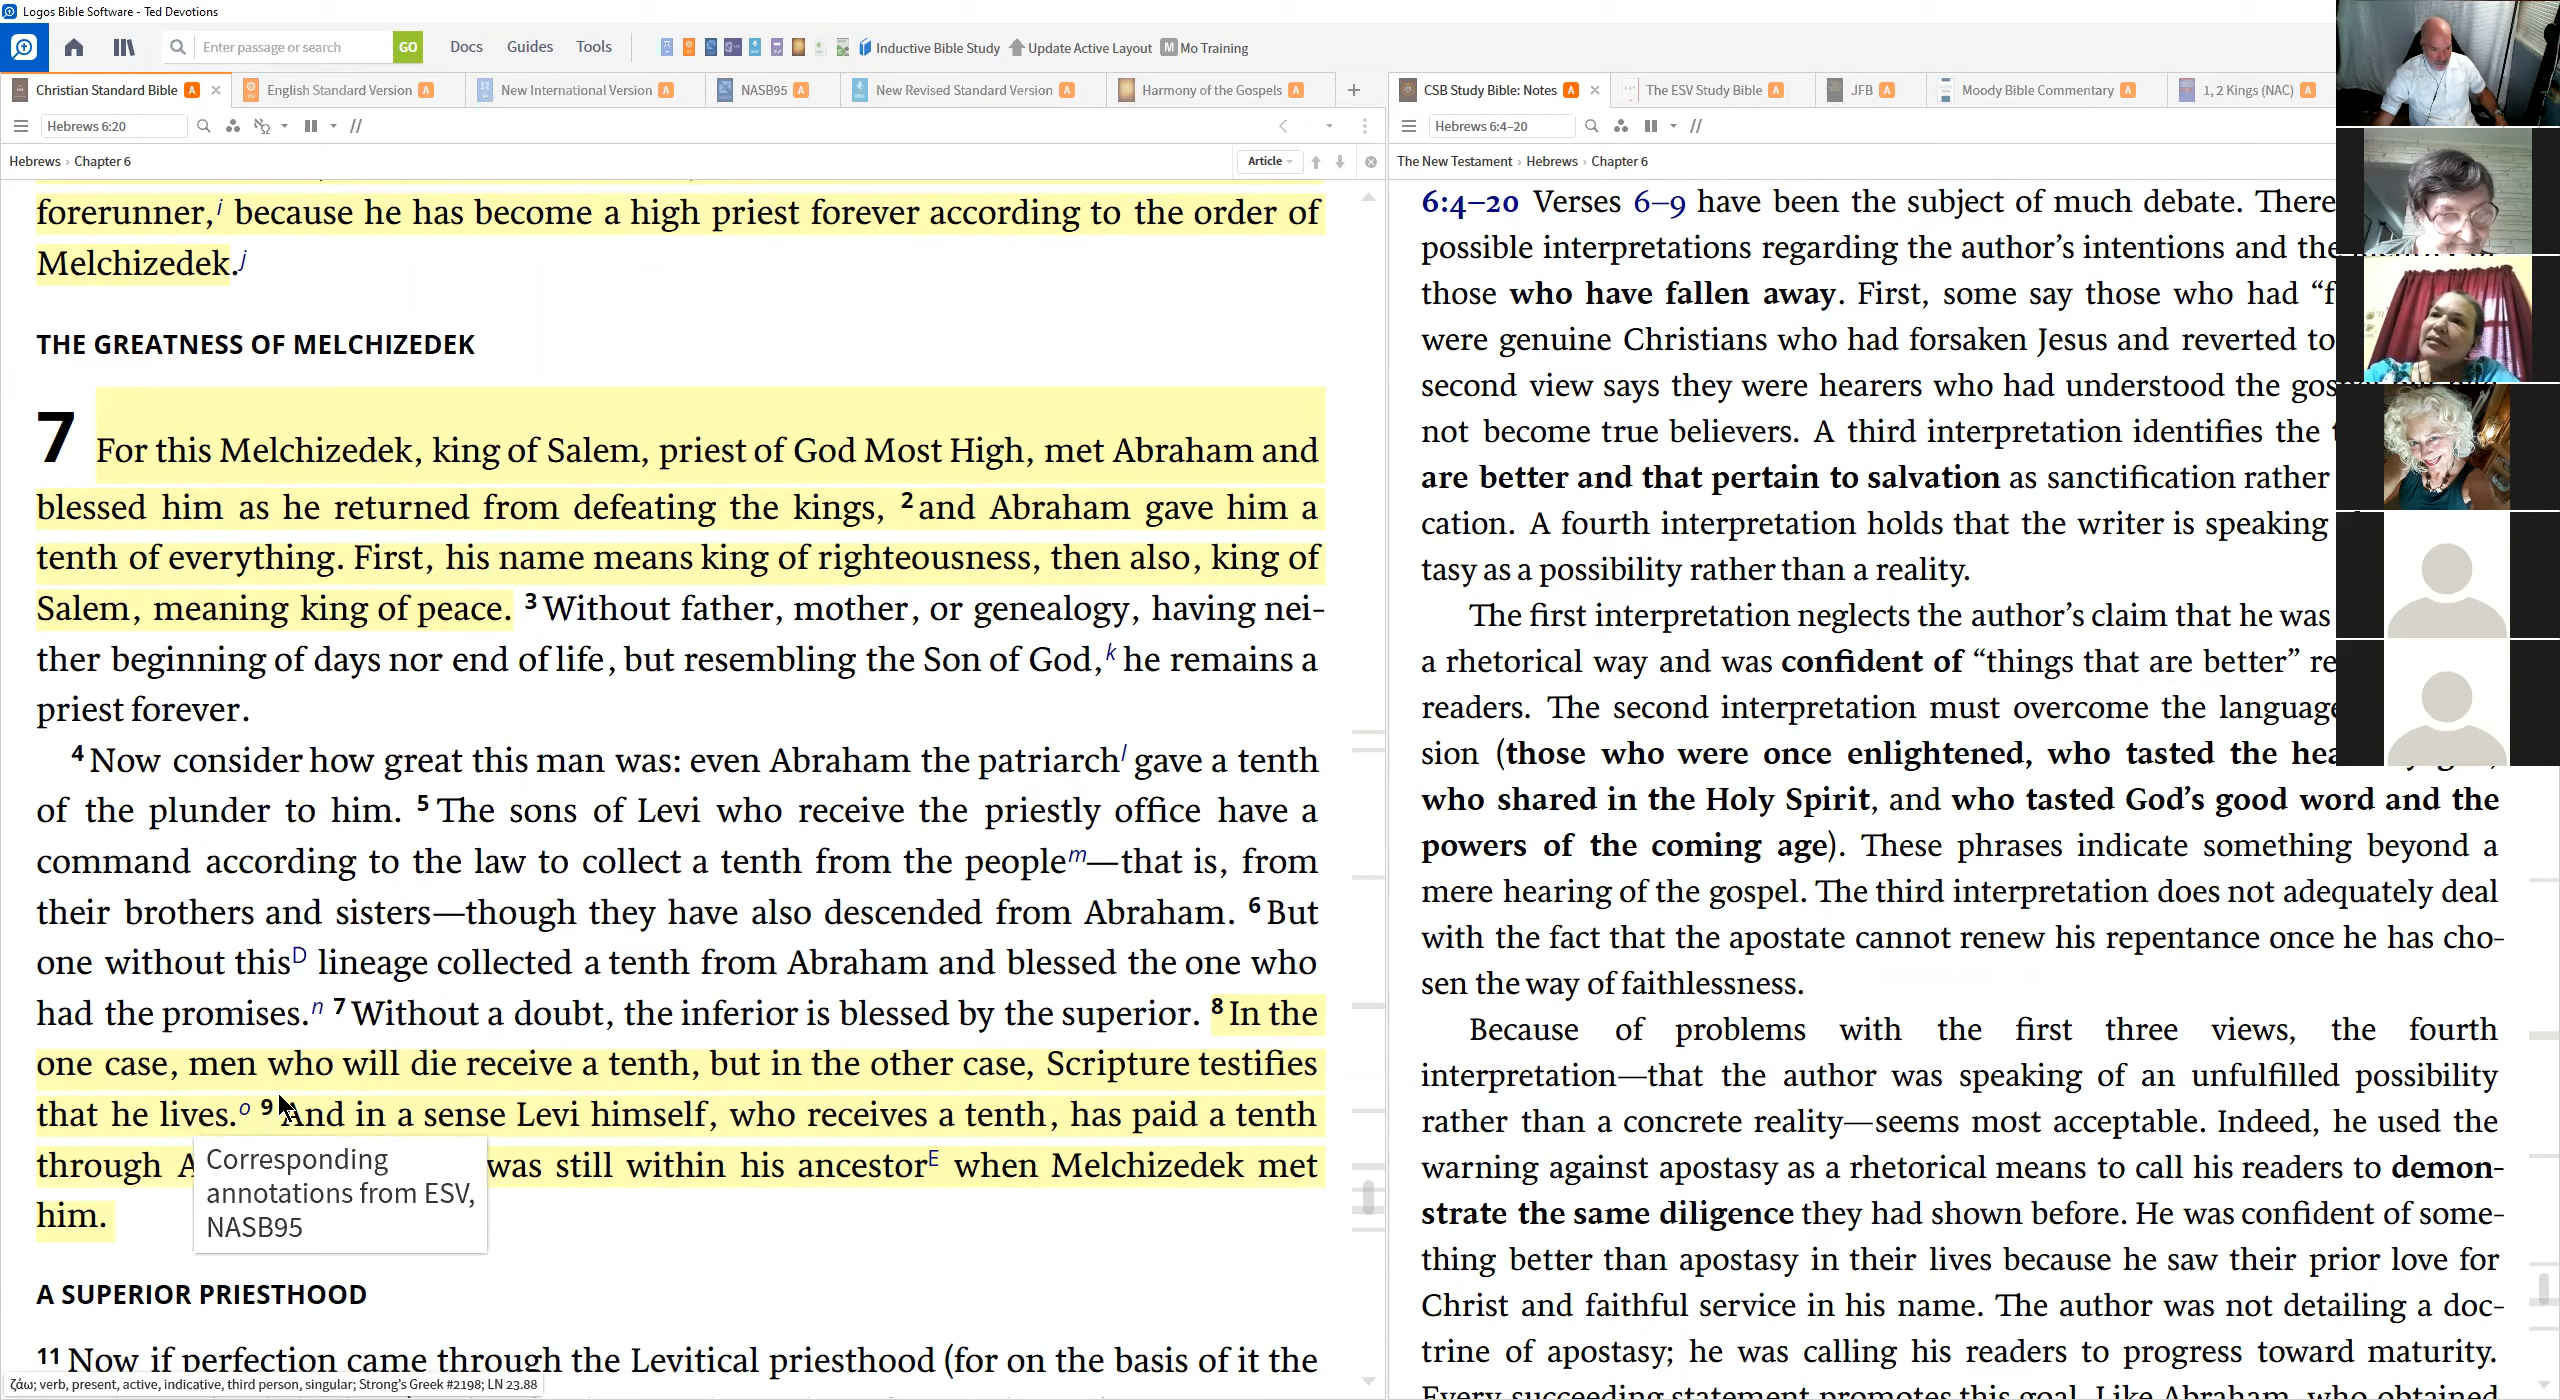 Logos Bible Software - Ted Devotions
Enter passage or search GO Docs Guides Tools Inductive Bible Study Update Active Layout M Mo Training
Christian Standard Bible A English Standard Version A New International Version A NASB95 A New Revised Standard Version A Harmony of the Gospels A
Hebrews 6:20
Hebrews › Chapter 6 Article
forerunner,i because he has become a high priest forever according to the order of
Melchizedek.j
THE GREATNESS OF MELCHIZEDEK
7 For this Melchizedek, king of Salem, priest of God Most High, met Abraham and
blessed him as he returned from defeating the kings, 2 and Abraham gave him a
tenth of everything. First, his name means king of righteousness, then also, king of
Salem, meaning king of peace. 3 Without father, mother, or genealogy, having nei-
ther beginning of days nor end of life, but resembling the Son of God,k he remains a
priest forever.
4 Now consider how great this man was: even Abraham the patriarchl gave a tenth
of the plunder to him. 5 The sons of Levi who receive the priestly office have a
command according to the law to collect a tenth from the peoplem—that is, from
their brothers and sisters—though they have also descended from Abraham. 6 But
one without thisD lineage collected a tenth from Abraham and blessed the one who
had the promises.n 7 Without a doubt, the inferior is blessed by the superior. 8 In the
one case, men who will die receive a tenth, but in the other case, Scripture testifies
that he lives.o 9 And in a sense Levi himself, who receives a tenth, has paid a tenth
through A was still within his ancestorE when Melchizedek met
him.
Corresponding
annotations from ESV,
NASB95
A SUPERIOR PRIESTHOOD
11 Now if perfection came through the Levitical priesthood (for on the basis of it the
ζάω; verb, present, active, indicative, third person, singular; Strong's Greek #2198; LN 23.88
CSB Study Bible: Notes A The ESV Study Bible A JFB A Moody Bible Commentary A 1, 2 Kings (NAC) A
Hebrews 6:4–20
The New Testament › Hebrews › Chapter 6
6:4–20 Verses 6–9 have been the subject of much debate. There
possible interpretations regarding the author's intentions and the
those who have fallen away. First, some say those who had "f
were genuine Christians who had forsaken Jesus and reverted to
second view says they were hearers who had understood the gos
not become true believers. A third interpretation identifies the
are better and that pertain to salvation as sanctification rather
cation. A fourth interpretation holds that the writer is speaking
tasy as a possibility rather than a reality.
The first interpretation neglects the author's claim that he was
a rhetorical way and was confident of "things that are better" re
readers. The second interpretation must overcome the language
sion (those who were once enlightened, who tasted the hea
who shared in the Holy Spirit, and who tasted God's good word and the
powers of the coming age). These phrases indicate something beyond a
mere hearing of the gospel. The third interpretation does not adequately deal
with the fact that the apostate cannot renew his repentance once he has cho-
sen the way of faithlessness.
Because of problems with the first three views, the fourth
interpretation—that the author was speaking of an unfulfilled possibility
rather than a concrete reality—seems most acceptable. Indeed, he used the
warning against apostasy as a rhetorical means to call his readers to demon-
strate the same diligence they had shown before. He was confident of some-
thing better than apostasy in their lives because he saw their prior love for
Christ and faithful service in his name. The author was not detailing a doc-
trine of apostasy; he was calling his readers to progress toward maturity.
Every succeeding statement promotes this goal. Like Abraham, who obtained